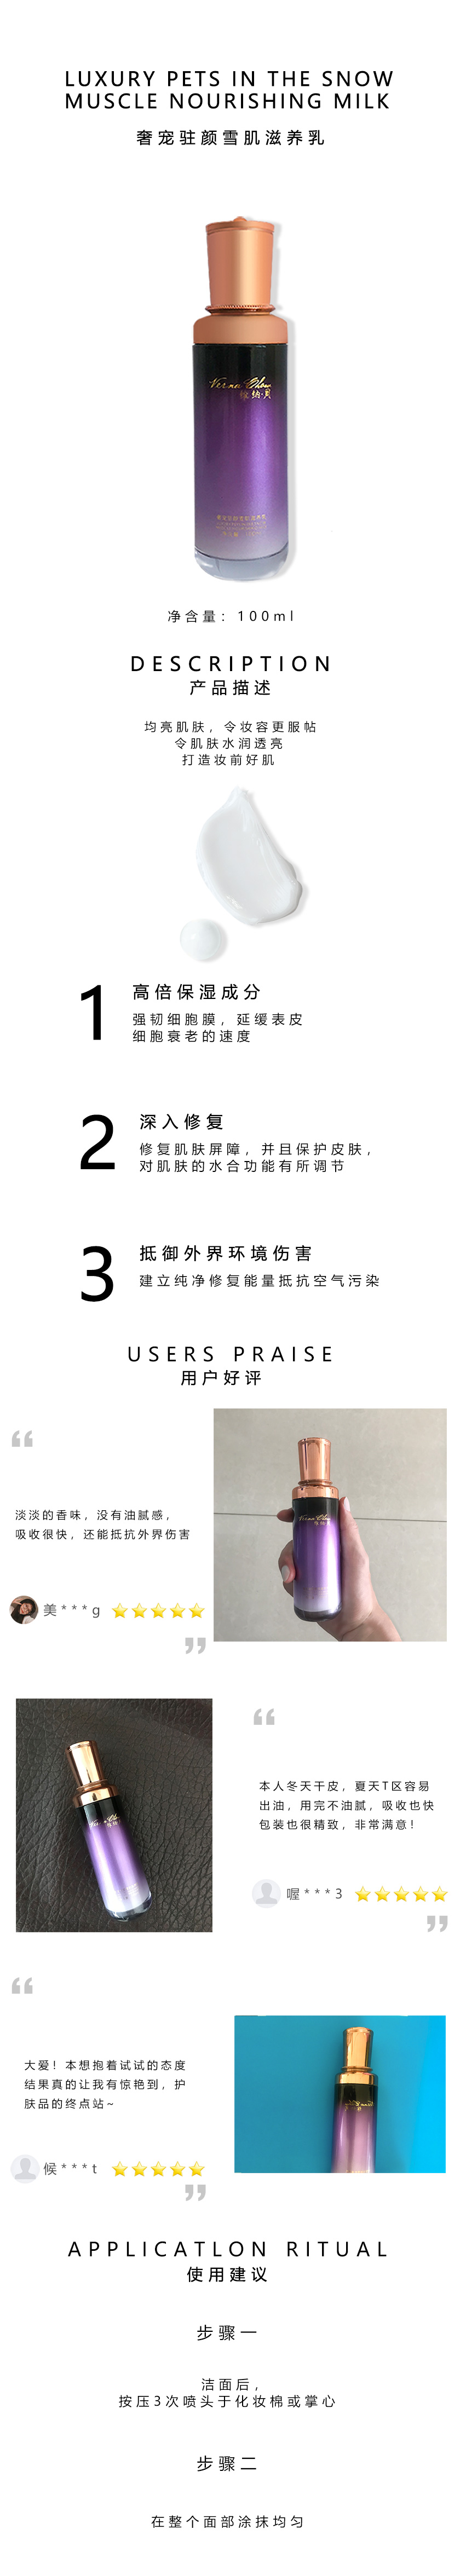 LUXURY PETS IN THE SNOW
MUSCLE NOURISHING MILK
奢宠驻颜雪肌滋养乳
维纳·贝
奢宠驻颜雪肌滋养乳
净含量：100ml
DESCRIPTION
产品描述
均亮肌肤，令妆容更服帖
令肌肤水润透亮
打造妆前好肌
1
高倍保湿成分
强韧细胞膜，延缓表皮
细胞衰老的速度
2
深入修复
修复肌肤屏障，并且保护皮肤，
对肌肤的水合功能有所调节
3
抵御外界环境伤害
建立纯净修复能量抵抗空气污染
USERS PRAISE
用户好评
“
淡淡的香味，没有油腻感，
吸收很快，还能抵抗外界伤害
美***g
”
“
本人冬天干皮，夏天T区容易
出油，用完不油腻，吸收也快
包装也很精致，非常满意！
喔***3
”
“
大爱！本想抱着试试的态度
结果真的让我有惊艳到，护
肤品的终点站~
候***t
”
APPLICATLON RITUAL
使用建议
步骤一
洁面后，
按压3次喷头于化妆棉或掌心
步骤二
在整个面部涂抹均匀